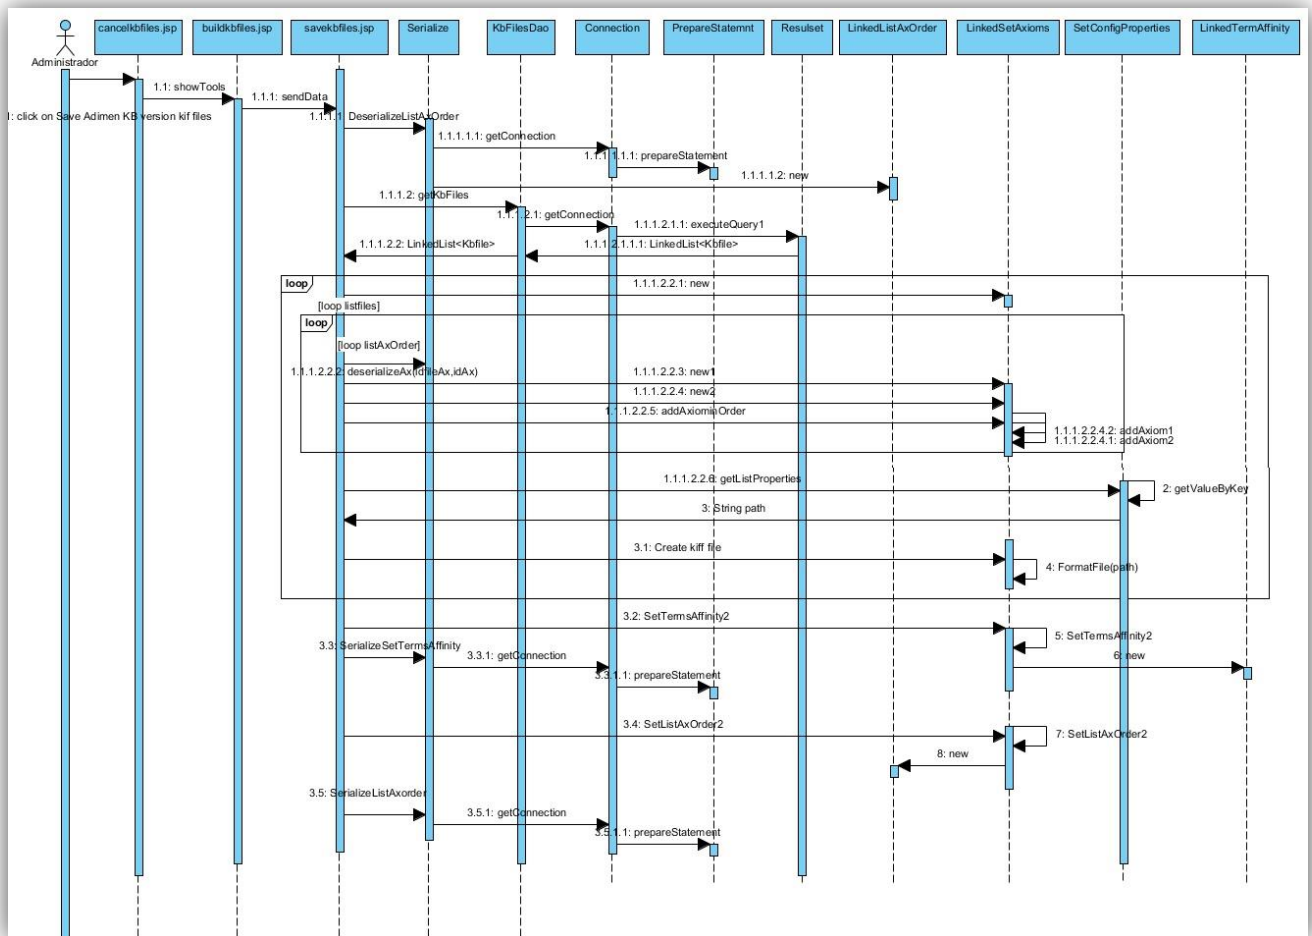 cancelkbfiles.jsp
buildkbfiles.jsp
savekbfiles.jsp
Serialize
KbFilesDao
Connection
PrepareStatemnt
Resulset
LinkedListAxOrder
LinkedSetAxioms
SetConfigProperties
LinkedTermAffinity
Administrador
1.1: showTools
1.1.1: sendData
1: click on Save Adimen KB version kif files
1.1.1.1: DeserializeListAxOrder
1.1.1.1.1: getConnection
1.1.1.1.1.1: prepareStatement
1.1.1.1.2: new
1.1.1.2: getKbFiles
1.1.1.2.1: getConnection
1.1.1.2.1.1: executeQuery1
1.1.1.2.2: LinkedList<Kbfile>
1.1.1.2.1.1.1: LinkedList<Kbfile>
loop
1.1.1.2.2.1: new
[loop listfiles]
loop
[loop listAxOrder]
1.1.1.2.2.2: deserializeAx(idfileAx,idAx)
1.1.1.2.2.3: new1
1.1.1.2.2.4: new2
1.1.1.2.2.5: addAxiominOrder
1.1.1.2.2.4.2: addAxiom1
1.1.1.2.2.4.1: addAxiom2
1.1.1.2.2.6: getListProperties
2: getValueByKey
3: String path
3.1: Create kiff file
4: FormatFile(path)
3.2: SetTermsAffinity2
5: SetTermsAffinity2
3.3: SerializeSetTermsAffinity
3.3.1: getConnection
6: new
3.3.1.1: prepareStatement
3.4: SetListAxOrder2
7: SetListAxOrder2
8: new
3.5: SerializeListAxorder
3.5.1: getConnection
3.5.1.1: prepareStatement